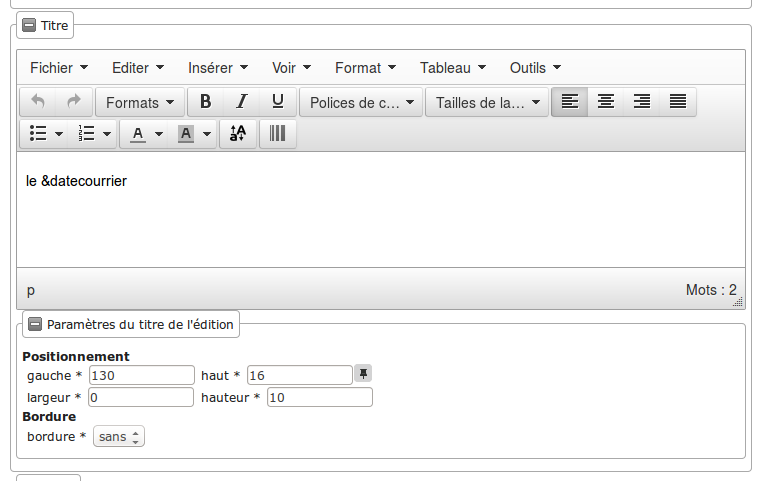 Titre
Fichier Editer Insérer Voir Format Tableau Outils
Formats B I U Polices de c... Tailles de la...
A A aA
le &datecourrier
p Mots : 2
Paramètres du titre de l'édition
Positionnement
gauche * 130 haut * 16
largeur * 0 hauteur * 10
Bordure
bordure * sans